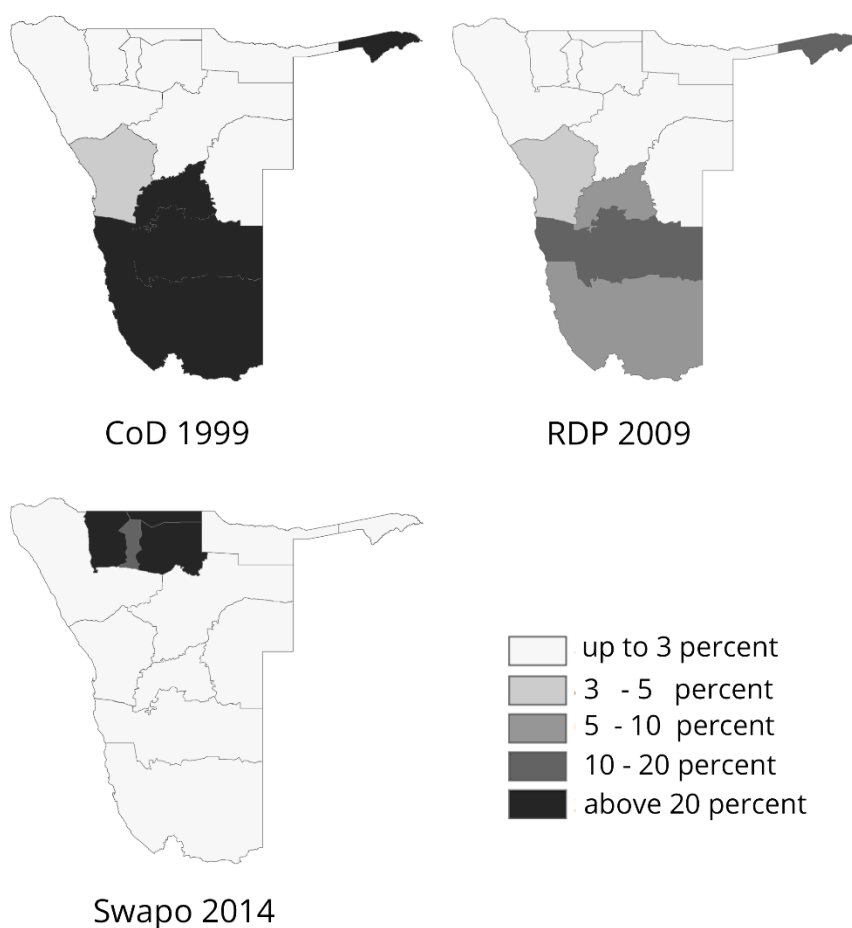 CoD 1999
RDP 2009
Swapo 2014
up to 3 percent
3 - 5 percent
5 - 10 percent
10 - 20 percent
above 20 percent